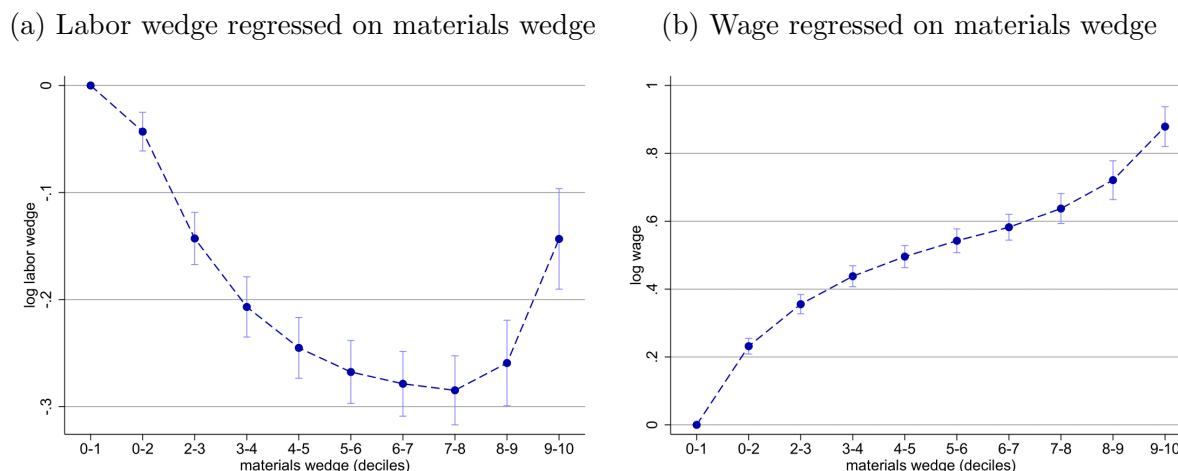 (a) Labor wedge regressed on materials wedge
(b) Wage regressed on materials wedge
0
-.1
-.2
-.3
log labor wedge
0-1 0-2 2-3 3-4 4-5 5-6 6-7 7-8 8-9 9-10
materials wedge (deciles)
1
.8
.6
.4
.2
0
log wage
0-1 0-2 2-3 3-4 4-5 5-6 6-7 7-8 8-9 9-10
materials wedge (deciles)